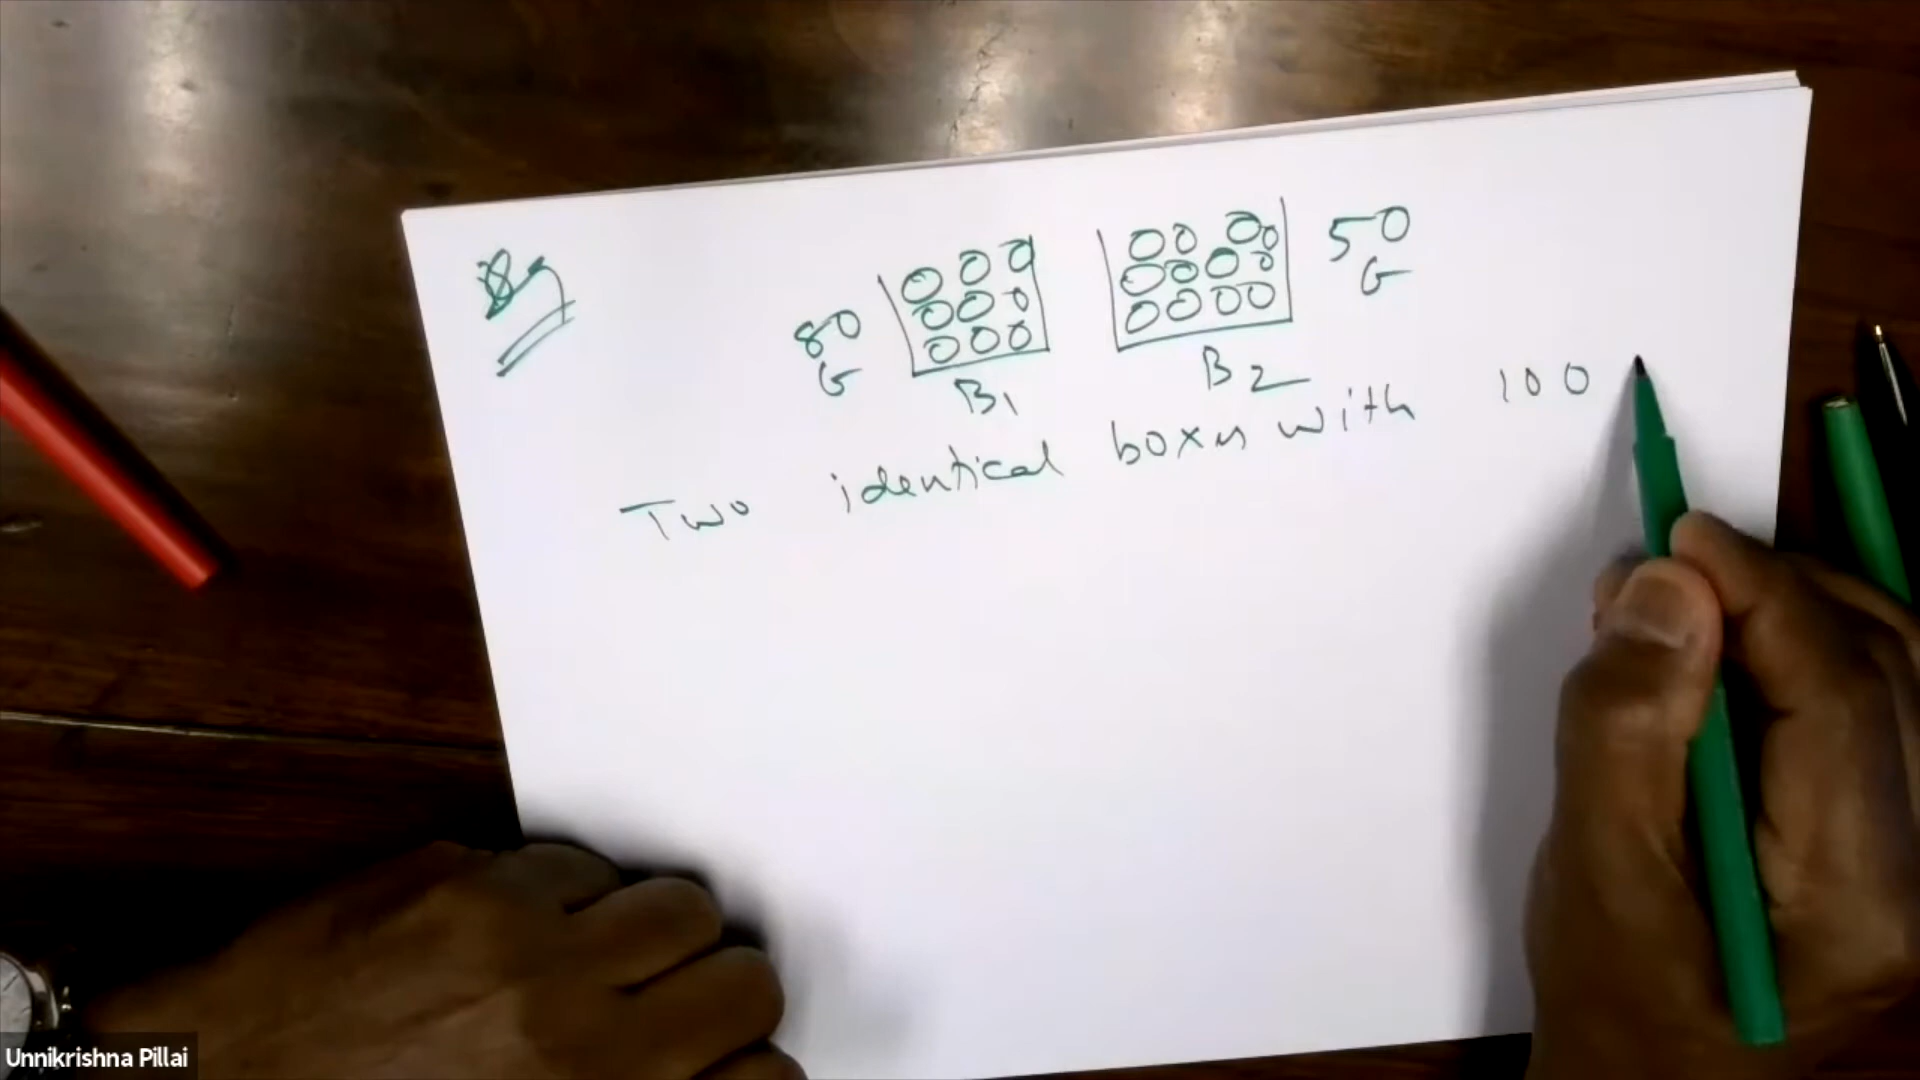 80
G
B1
50
G
B2
Two identical boxes with 100
Unnikrishna Pillai